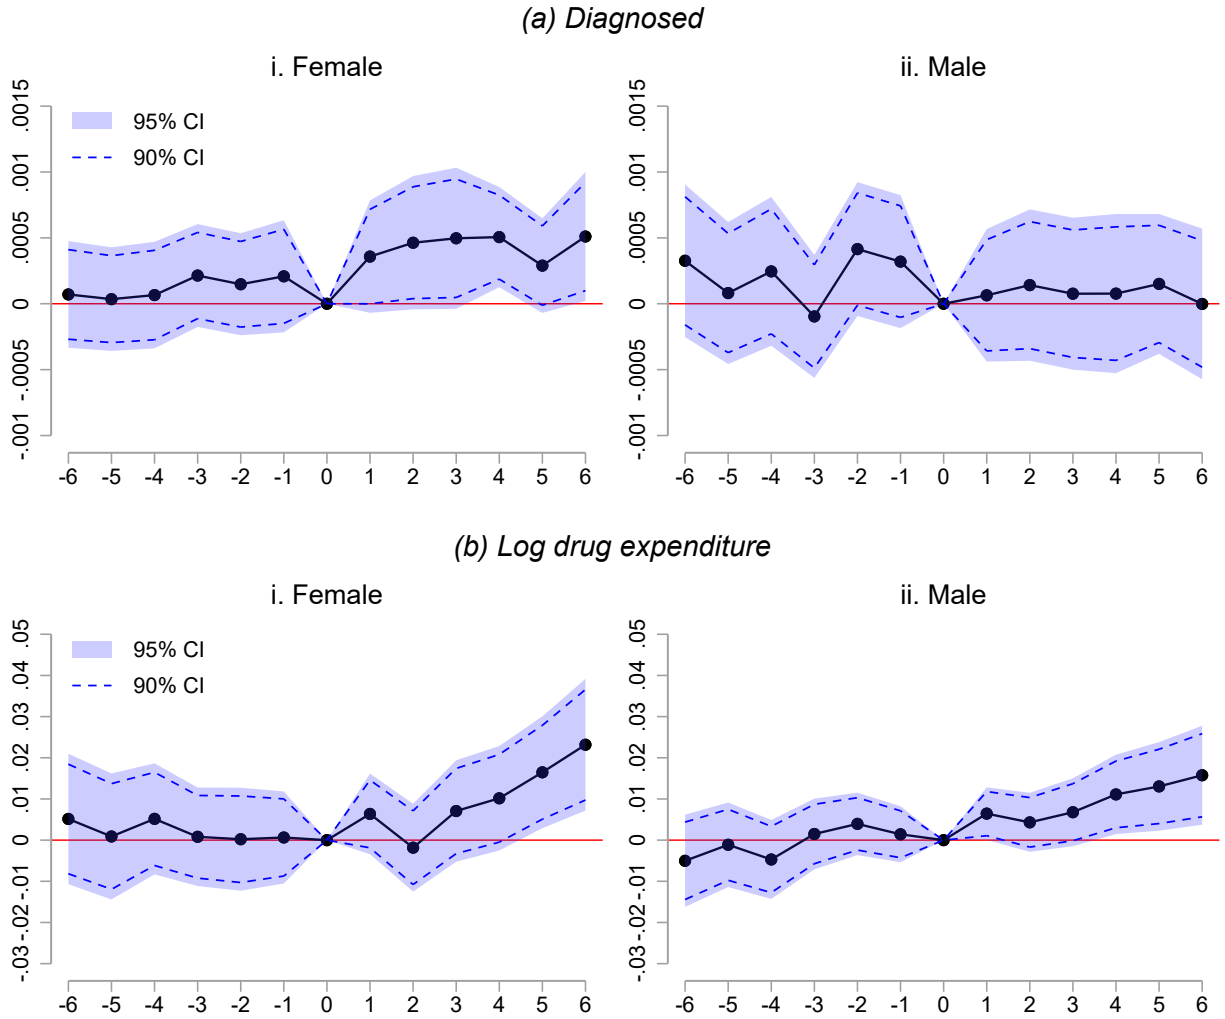 (a) Diagnosed
i. Female
ii. Male
95% CI
90% CI
.0015
.001
.0005
0
-.0005
-.001
-6 -5 -4 -3 -2 -1 0 1 2 3 4 5 6
.0015
.001
.0005
0
-.0005
-.001
-6 -5 -4 -3 -2 -1 0 1 2 3 4 5 6
(b) Log drug expenditure
i. Female
ii. Male
95% CI
90% CI
.05
.04
.03
.02
.01
0
-.01
-.02
-.03
-6 -5 -4 -3 -2 -1 0 1 2 3 4 5 6
.05
.04
.03
.02
.01
0
-.01
-.02
-.03
-6 -5 -4 -3 -2 -1 0 1 2 3 4 5 6